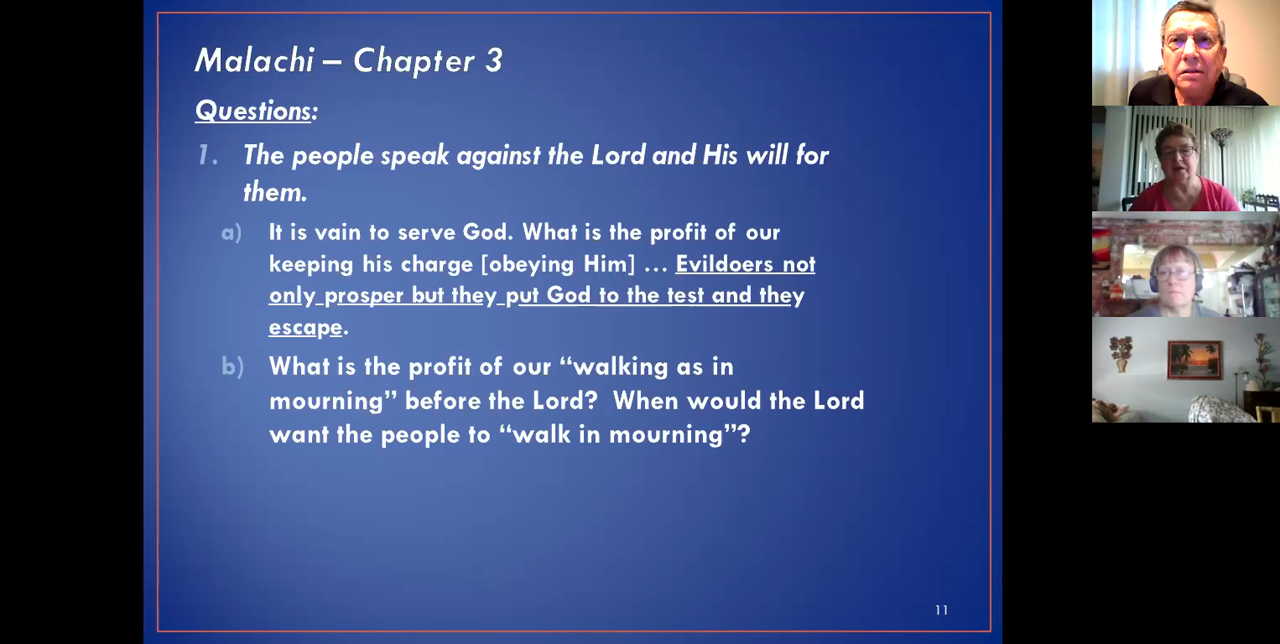 Malachi – Chapter 3
Questions:
1. The people speak against the Lord and His will for
them.
a) It is vain to serve God. What is the profit of our
keeping his charge [obeying Him] … Evildoers not
only prosper but they put God to the test and they
escape.
b) What is the profit of our “walking as in
mourning” before the Lord? When would the Lord
want the people to “walk in mourning”?
11